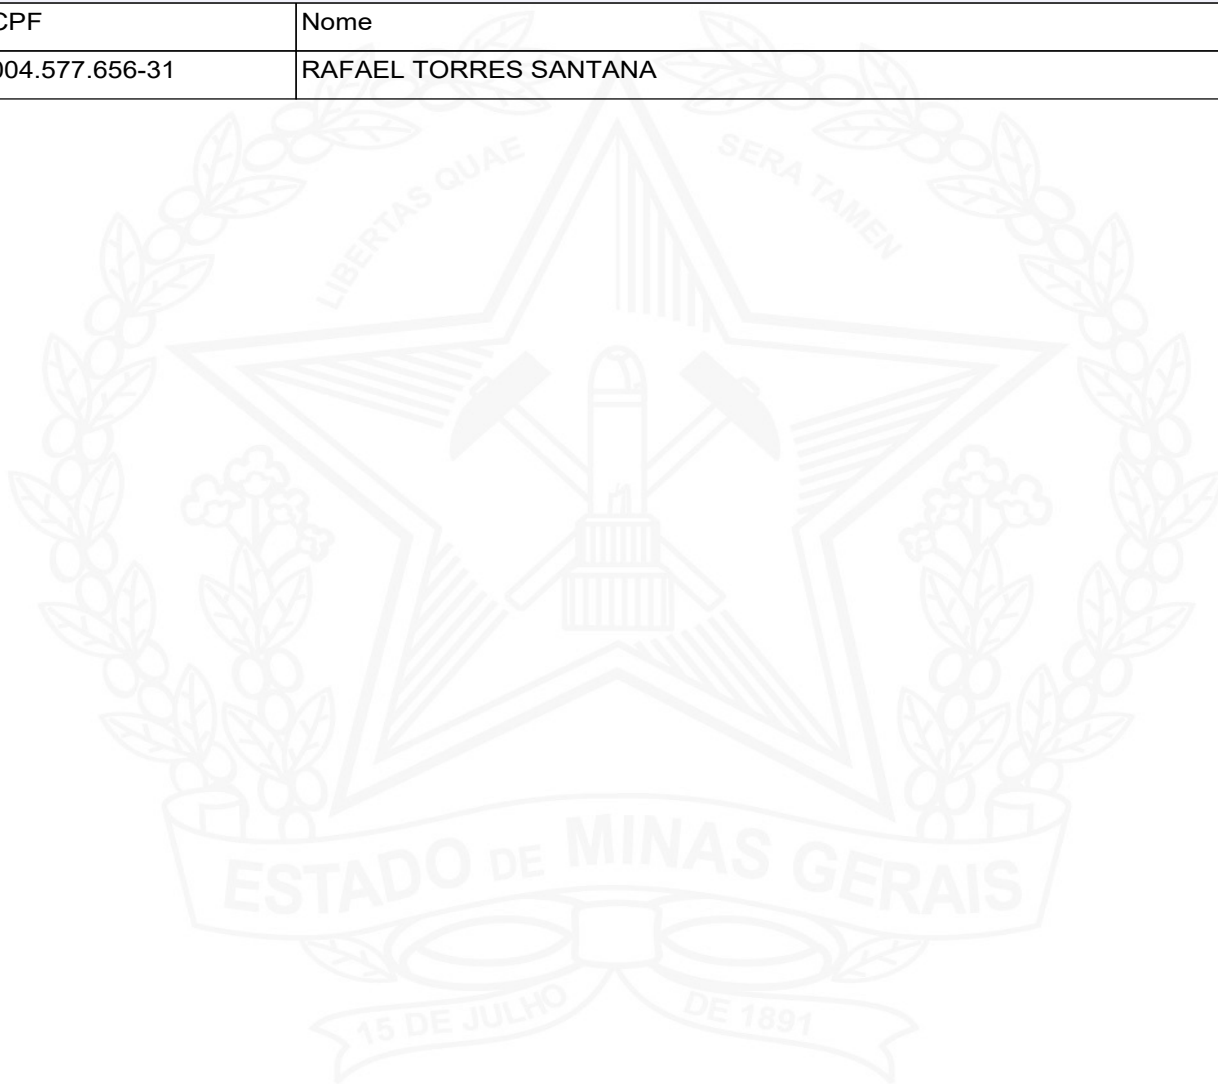 CPF Nome
004.577.656-31 RAFAEL TORRES SANTANA
LIBERTAS QUAE SERA TAMEN
ESTADO DE MINAS GERAIS
15 DE JULHO DE 1891